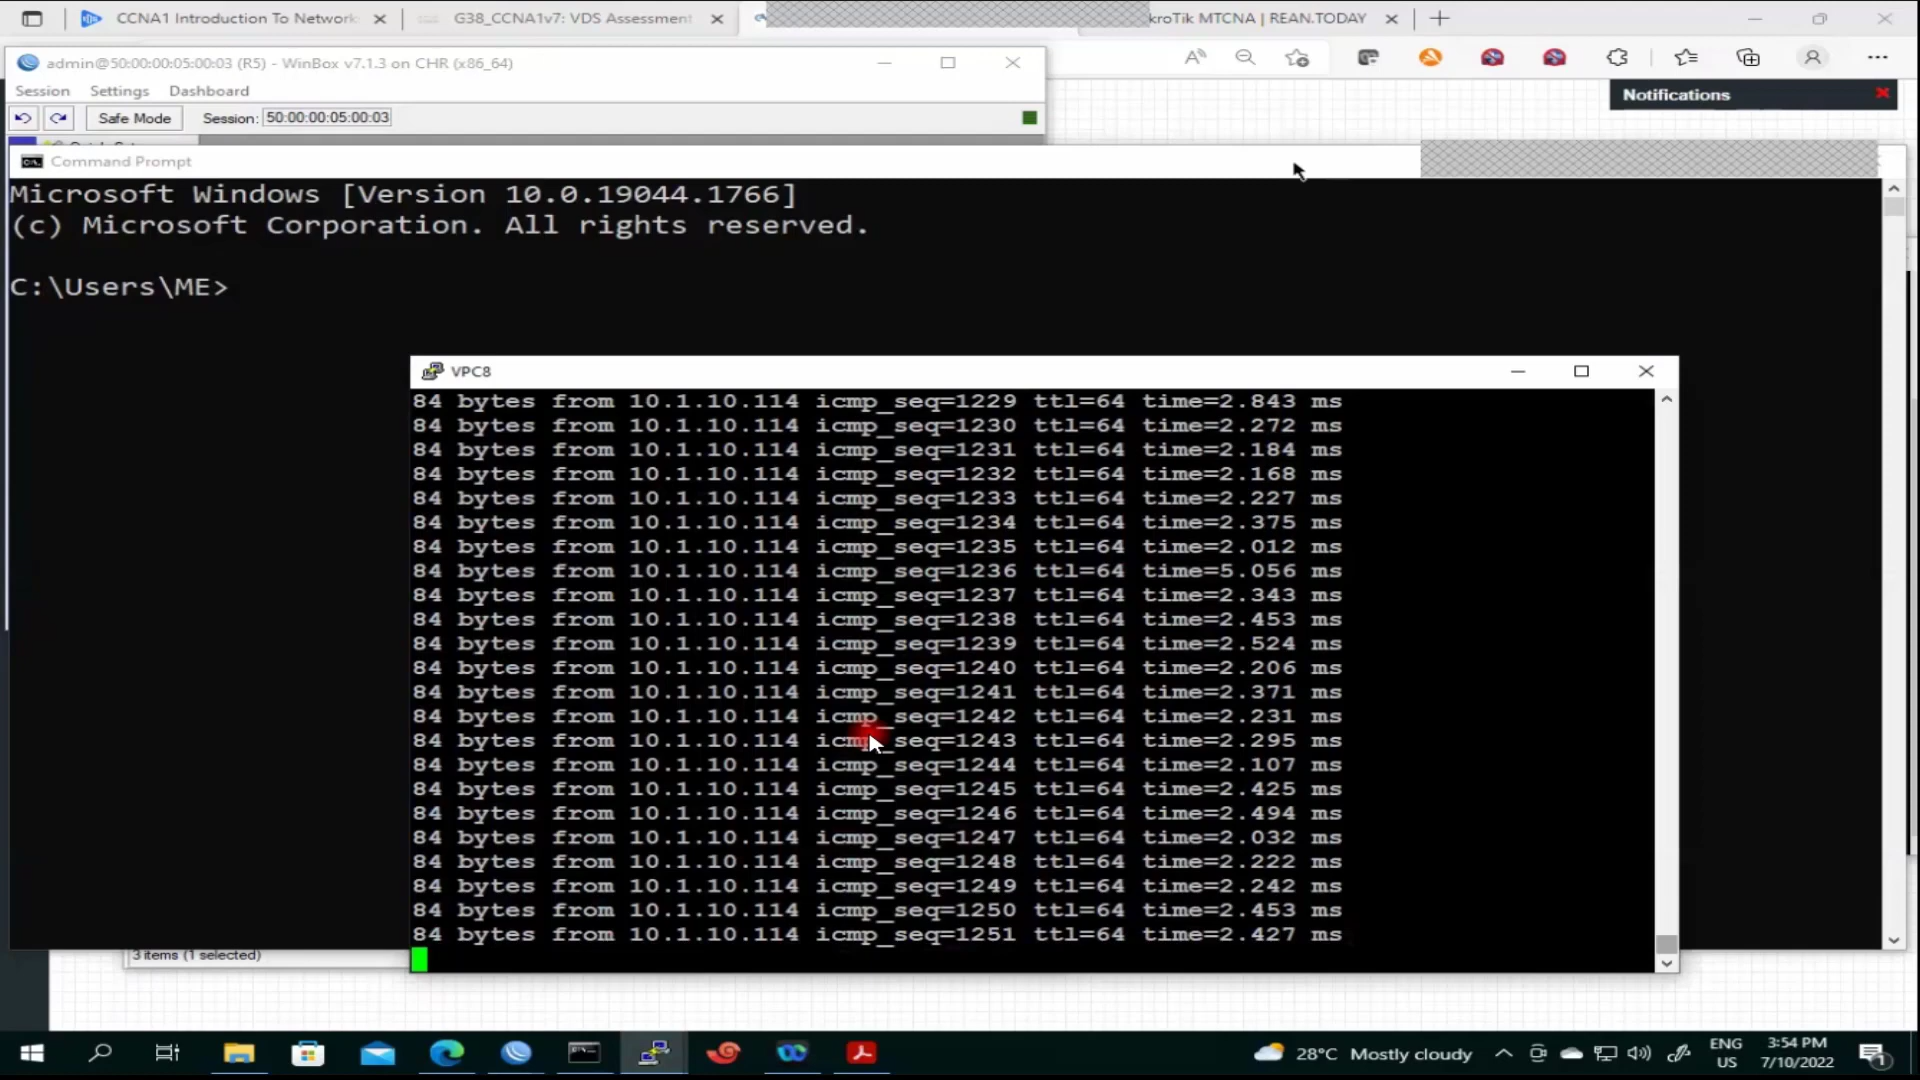 CCNA1 Introduction To Network
G38_CCNA1v7: VDS Assessment
kroTik MTCNA | REAN.TODAY
admin@50:00:00:05:00:03 (R5) - WinBox v7.1.3 on CHR (x86_64)
Session Settings Dashboard
Notifications
Safe Mode Session: 50:00:00:05:00:03
Command Prompt
Microsoft Windows [Version 10.0.19044.1766]
(c) Microsoft Corporation. All rights reserved.
C:\Users\ME>
VPC8
84 bytes from 10.1.10.114 icmp_seq=1229 ttl=64 time=2.843 ms
84 bytes from 10.1.10.114 icmp_seq=1230 ttl=64 time=2.272 ms
84 bytes from 10.1.10.114 icmp_seq=1231 ttl=64 time=2.184 ms
84 bytes from 10.1.10.114 icmp_seq=1232 ttl=64 time=2.168 ms
84 bytes from 10.1.10.114 icmp_seq=1233 ttl=64 time=2.227 ms
84 bytes from 10.1.10.114 icmp_seq=1234 ttl=64 time=2.375 ms
84 bytes from 10.1.10.114 icmp_seq=1235 ttl=64 time=2.012 ms
84 bytes from 10.1.10.114 icmp_seq=1236 ttl=64 time=5.056 ms
84 bytes from 10.1.10.114 icmp_seq=1237 ttl=64 time=2.343 ms
84 bytes from 10.1.10.114 icmp_seq=1238 ttl=64 time=2.453 ms
84 bytes from 10.1.10.114 icmp_seq=1239 ttl=64 time=2.524 ms
84 bytes from 10.1.10.114 icmp_seq=1240 ttl=64 time=2.206 ms
84 bytes from 10.1.10.114 icmp_seq=1241 ttl=64 time=2.371 ms
84 bytes from 10.1.10.114 icmp_seq=1242 ttl=64 time=2.231 ms
84 bytes from 10.1.10.114 icmp_seq=1243 ttl=64 time=2.295 ms
84 bytes from 10.1.10.114 icmp_seq=1244 ttl=64 time=2.107 ms
84 bytes from 10.1.10.114 icmp_seq=1245 ttl=64 time=2.425 ms
84 bytes from 10.1.10.114 icmp_seq=1246 ttl=64 time=2.494 ms
84 bytes from 10.1.10.114 icmp_seq=1247 ttl=64 time=2.032 ms
84 bytes from 10.1.10.114 icmp_seq=1248 ttl=64 time=2.222 ms
84 bytes from 10.1.10.114 icmp_seq=1249 ttl=64 time=2.242 ms
84 bytes from 10.1.10.114 icmp_seq=1250 ttl=64 time=2.453 ms
84 bytes from 10.1.10.114 icmp_seq=1251 ttl=64 time=2.427 ms
3 items (1 selected)
28°C Mostly cloudy
ENG
US
3:54 PM
7/10/2022
1